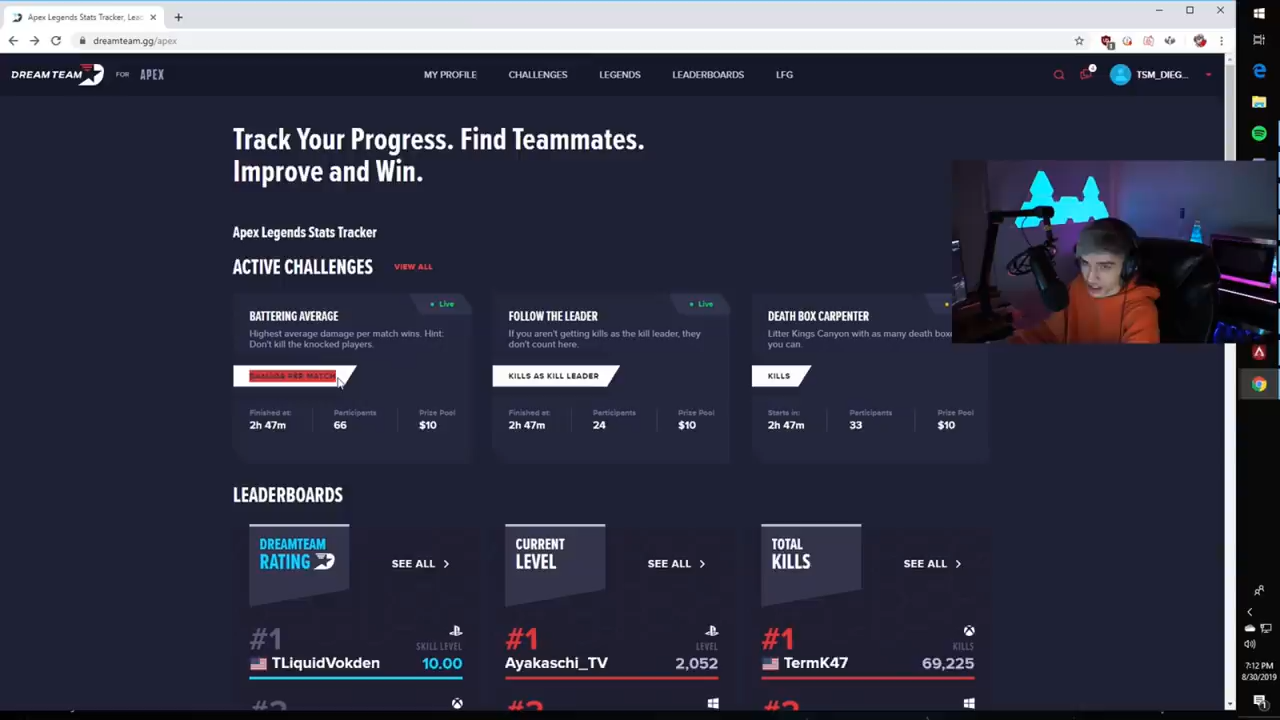 Apex Legends Stats Tracker, Lea
dreamteam.gg/apex
DREAM TEAM FOR APEX
MY PROFILE CHALLENGES LEGENDS LEADERBOARDS LFG
4
TSM_DIEG...
Track Your Progress. Find Teammates.
Improve and Win.
Apex Legends Stats Tracker
ACTIVE CHALLENGES VIEW ALL
Live
BATTERING AVERAGE
Highest average damage per match wins. Hint:
Don't kill the knocked players.
DAMAGE PER MATCH
Finished at: Participants Prize Pool
2h 47m 66 $10
Live
FOLLOW THE LEADER
If you aren't getting kills as the kill leader, they
don't count here.
KILLS AS KILL LEADER
Finished at: Participants Prize Pool
2h 47m 24 $10
DEATH BOX CARPENTER
Litter Kings Canyon with as many death boxe
you can.
KILLS
Starts in: Participants Prize Pool
2h 47m 33 $10
LEADERBOARDS
DREAMTEAM
RATING
SEE ALL
#1 SKILL LEVEL
TLiquidVokden 10.00
CURRENT
LEVEL
SEE ALL
#1 LEVEL
Ayakaschi_TV 2,052
TOTAL
KILLS
SEE ALL
#1 KILLS
TermK47 69,225
7:12 PM
8/30/2019